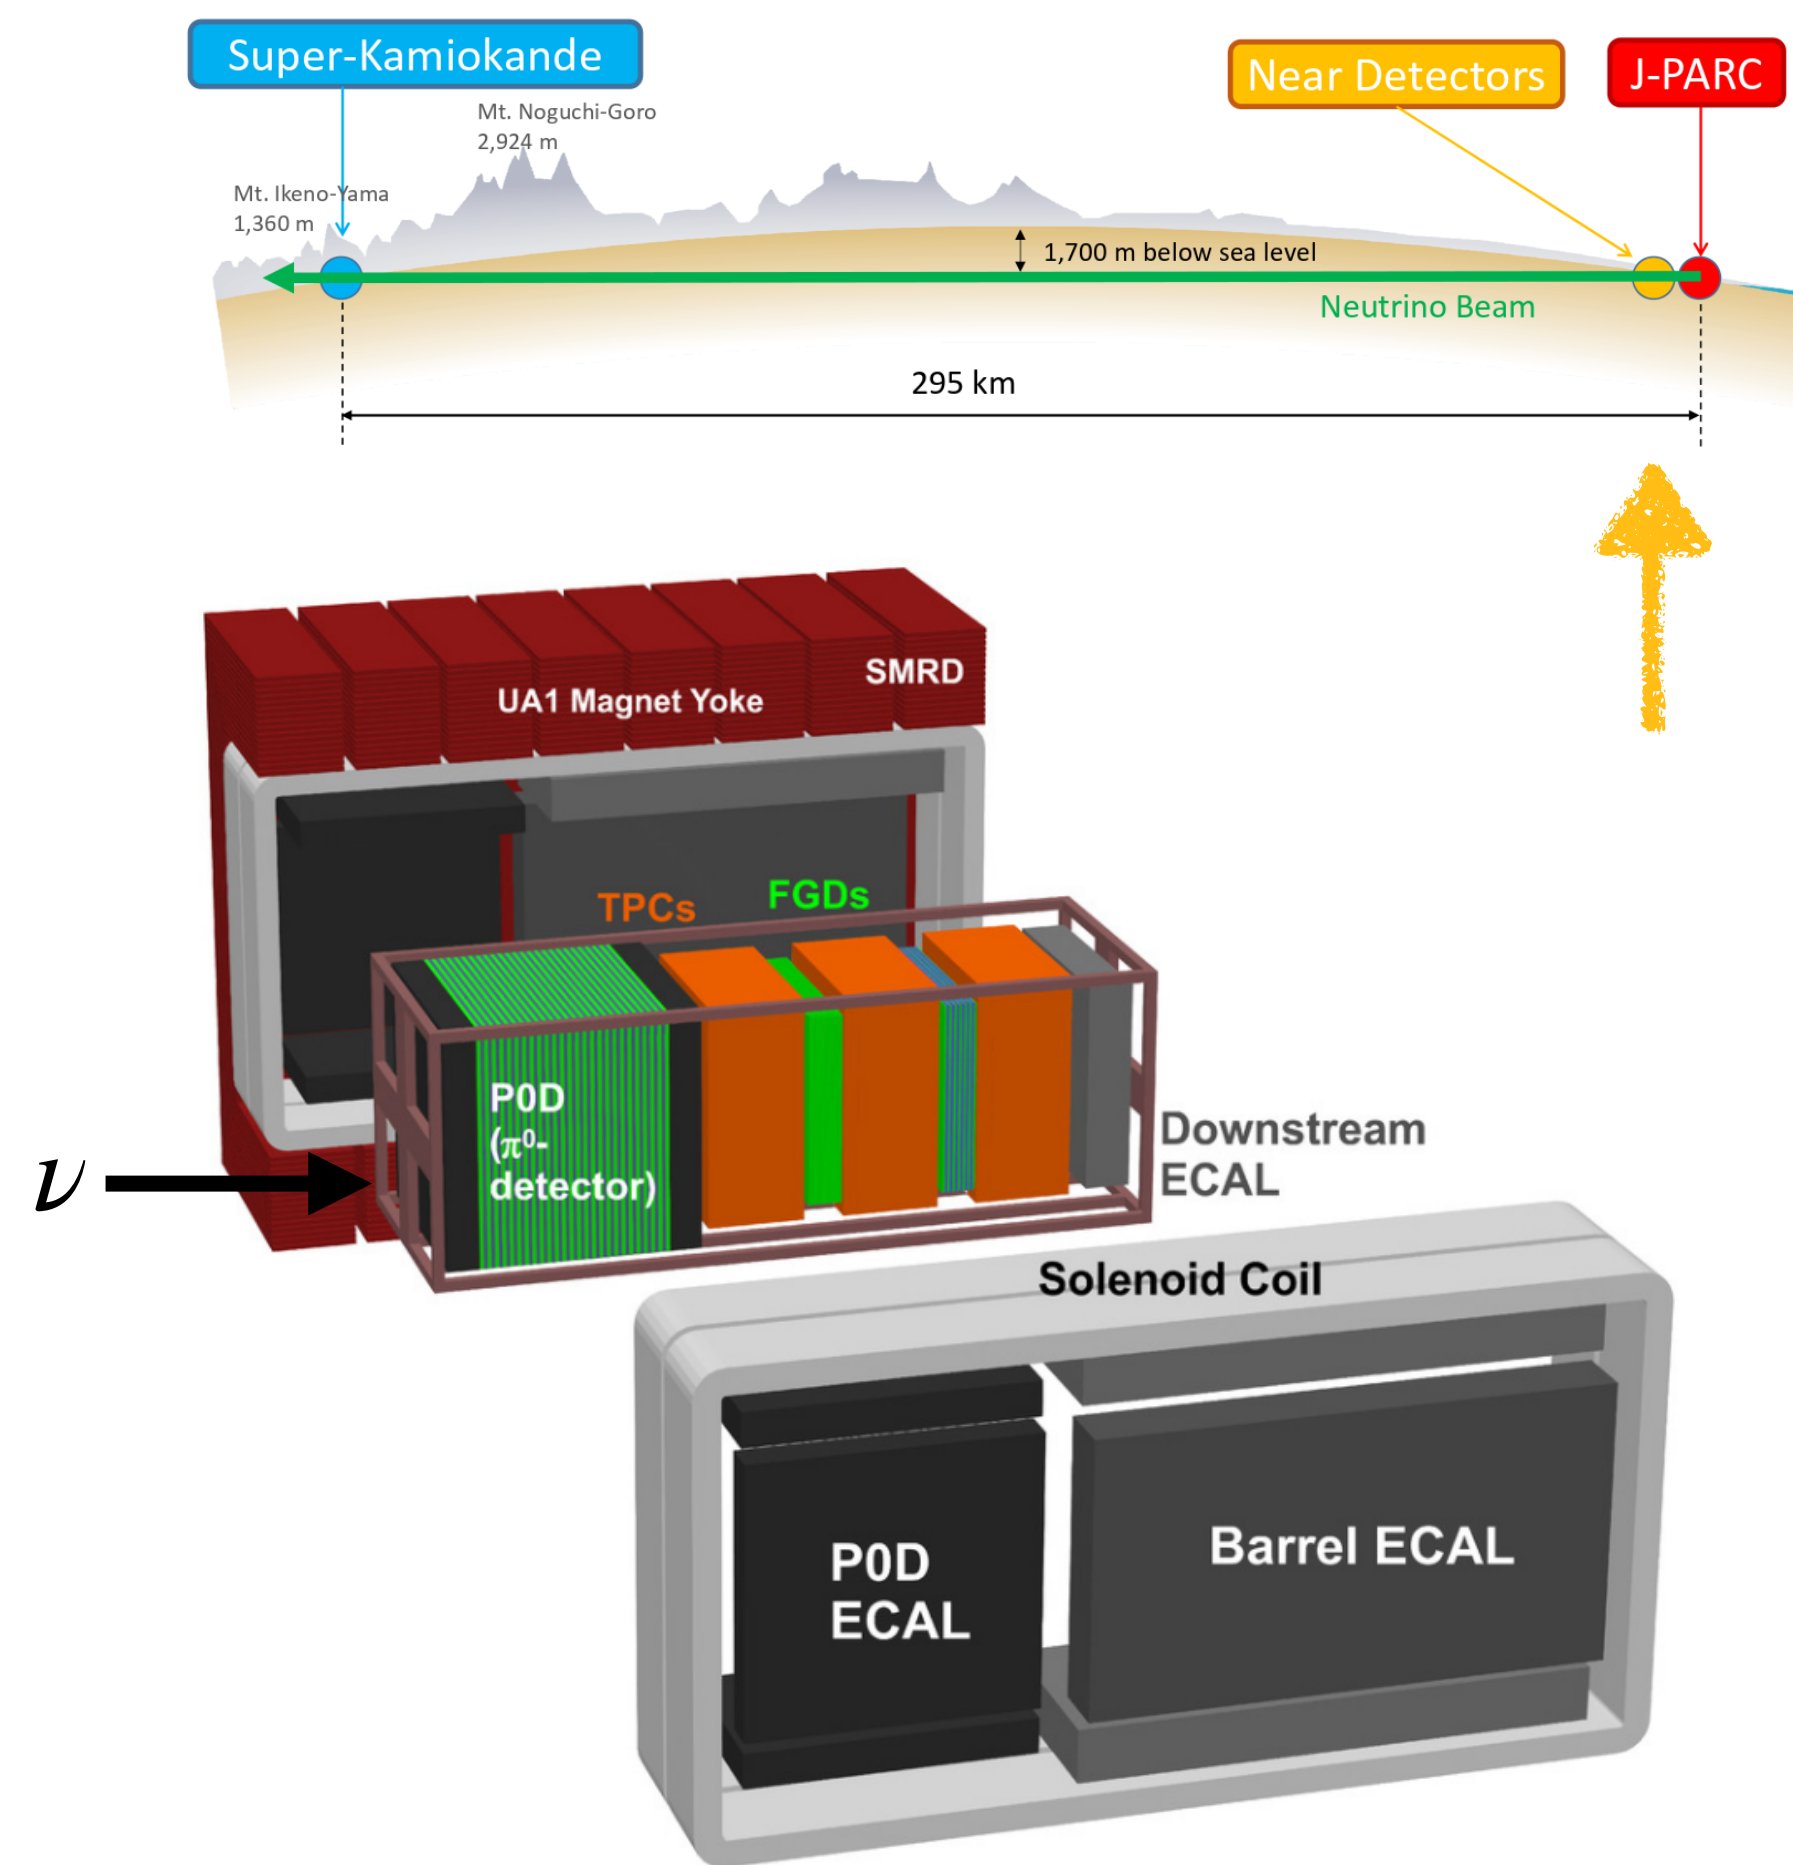 Super-Kamiokande
Near Detectors
J-PARC
Mt. Noguchi-Goro
2,924 m
Mt. Ikeno-Yama
1,360 m
1,700 m below sea level
Neutrino Beam
295 km
SMRD
UA1 Magnet Yoke
TPCs
FGDs
P0D
(π⁰-
detector)
Downstream
ECAL
ν
Solenoid Coil
P0D
ECAL
Barrel ECAL